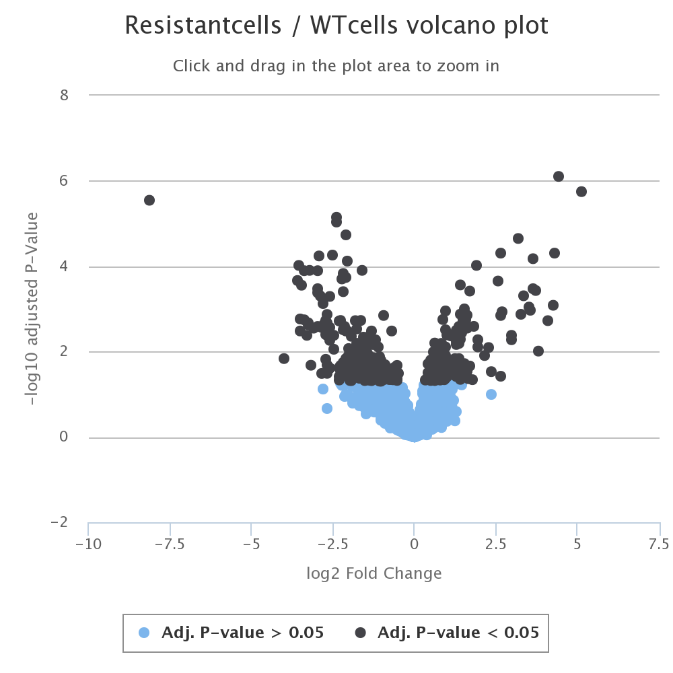 Resistantcells / WTcells volcano plot
Click and drag in the plot area to zoom in
8
6
4
2
0
−2
−log10 adjusted P-Value
−10 −7.5 −5 −2.5 0 2.5 5 7.5
log2 Fold Change
Adj. P-value > 0.05 Adj. P-value < 0.05